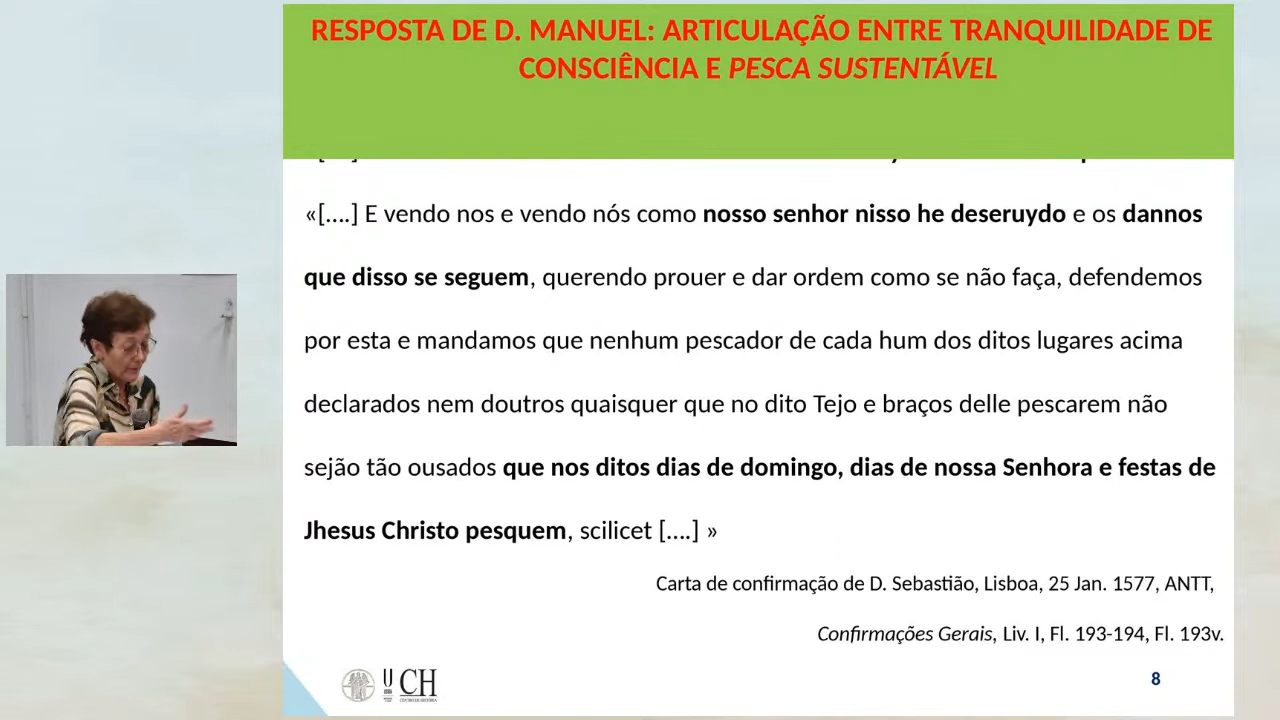 RESPOSTA DE D. MANUEL: ARTICULAÇÃO ENTRE TRANQUILIDADE DE
CONSCIÊNCIA E PESCA SUSTENTÁVEL
«[....] E vendo nos e vendo nós como nosso senhor nisso he deseruydo e os dannos
que disso se seguem, querendo prouer e dar ordem como se não faça, defendemos
por esta e mandamos que nenhum pescador de cada hum dos ditos lugares acima
declarados nem doutros quaisquer que no dito Tejo e braços delle pescarem não
sejão tão ousados que nos ditos dias de domingo, dias de nossa Senhora e festas de
Jhesus Christo pesquem, scilicet [....] »
Carta de confirmação de D. Sebastião, Lisboa, 25 Jan. 1577, ANTT,
Confirmações Gerais, Liv. I, Fl. 193-194, Fl. 193v.
U CH
8